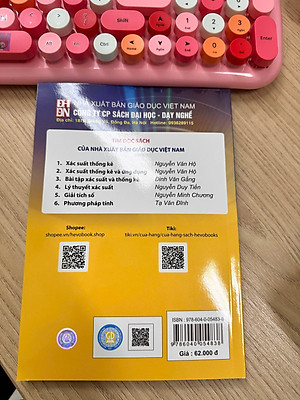 Shift
Enter
Ctrl
NHÀ XUẤT BẢN GIÁO DỤC VIỆT NAM
CÔNG TY CP SÁCH ĐẠI HỌC - DẠY NGHỀ
TÌM ĐỌC SÁCH
CỦA NHÀ XUẤT BẢN GIÁO DỤC VIỆT NAM
1. Xác suất thống kê Nguyễn Văn Hộ
2. Xác suất thống kê và ứng dụng Nguyễn Văn Hộ
3. Bài tập xác suất và thống kê Đinh Văn Gắng
4. Lý thuyết xác suất Nguyễn Duy Tiến
5. Giải tích số Nguyễn Minh Chương
6. Phương pháp tính Tạ Văn Đĩnh
Shopee:
shopee.vn/hevobook.shop
Tiki:
tiki.vn/cua-hang/cua-hang-sach-hevobooks
ISBN : 978-604-0-05483-8
9 786040 054838
Giá : 62.000 đ